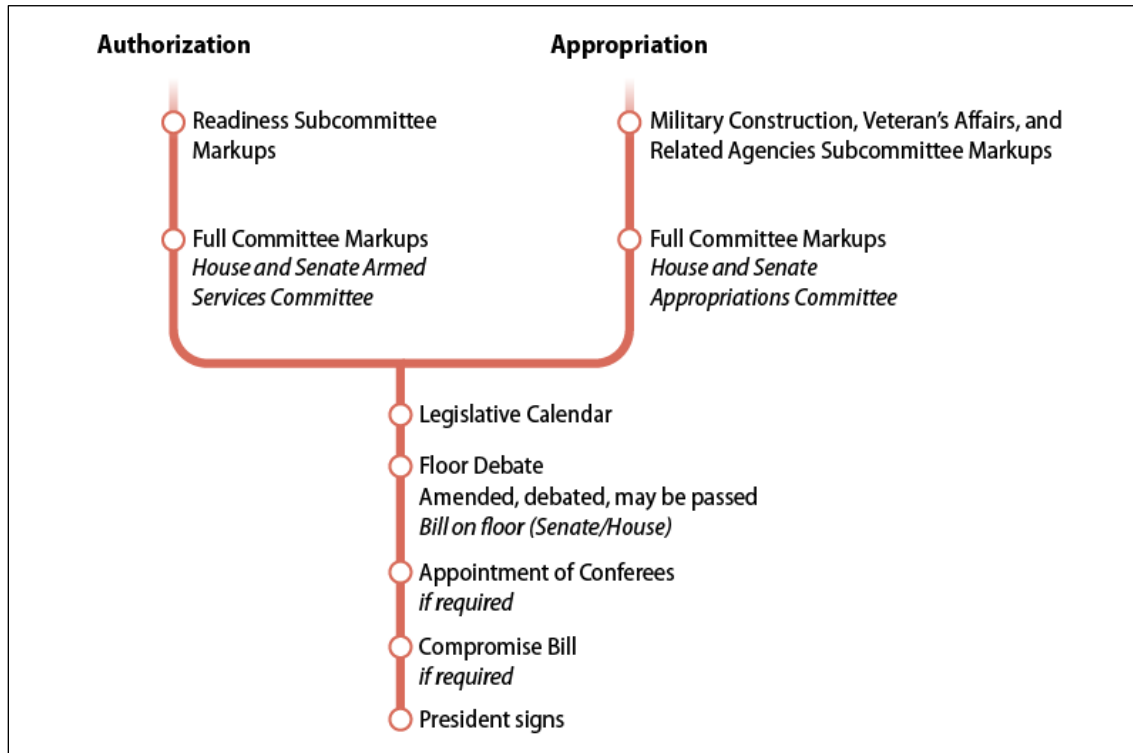 Authorization
Appropriation
Readiness Subcommittee
Markups
Military Construction, Veteran’s Affairs, and
Related Agencies Subcommittee Markups
Full Committee Markups
House and Senate Armed
Services Committee
Full Committee Markups
House and Senate
Appropriations Committee
Legislative Calendar
Floor Debate
Amended, debated, may be passed
Bill on floor (Senate/House)
Appointment of Conferees
if required
Compromise Bill
if required
President signs